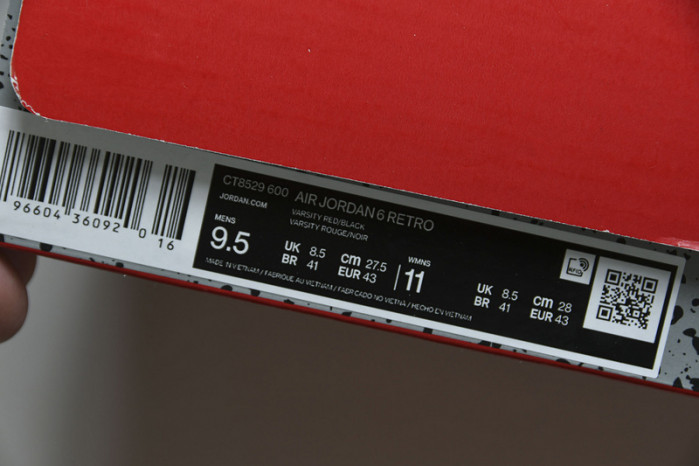 CT8529 600 AIR JORDAN 6 RETRO
JORDAN.COM
VARSITY RED/BLACK
VARSITY ROUGE/NOIR
MENS
9.5
UK 8.5 cm 27.5
BR 41 EUR 43
WMNS
11
UK 8.5 cm 28
BR 41 EUR 43
MADE IN VIETNAM / FABRIQUE AU VIETNAM / FABRICADO NO VIETNÃ / HECHO EN VIETNAM
RFID
96604 36092 0
16